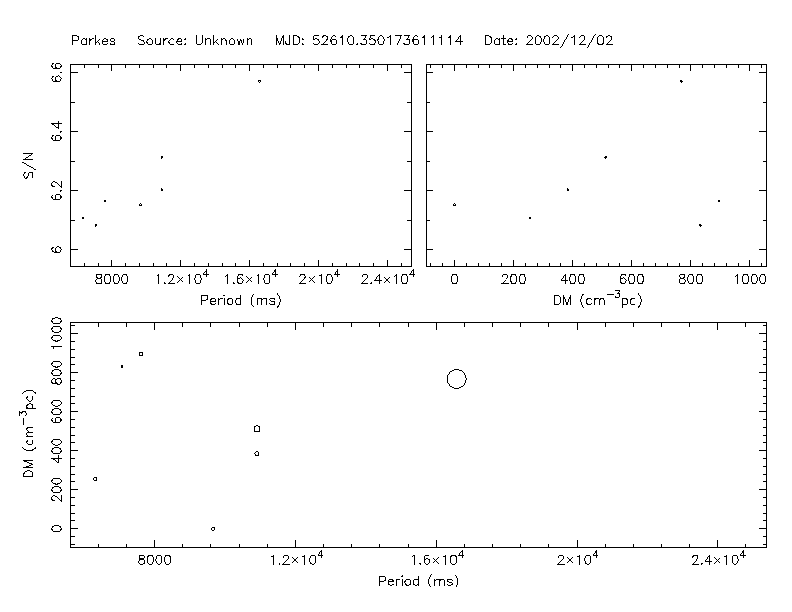 Parkes Source: Unknown MJD: 52610.350173611114 Date: 2002/12/02
S/N
6.6
6.4
6.2
6
8000 1.2×10⁴ 1.6×10⁴ 2×10⁴ 2.4×10⁴
Period (ms)
0 200 400 600 800 1000
DM (cm⁻³pc)
DM (cm⁻³pc)
1000
800
600
400
200
0
8000 1.2×10⁴ 1.6×10⁴ 2×10⁴ 2.4×10⁴
Period (ms)